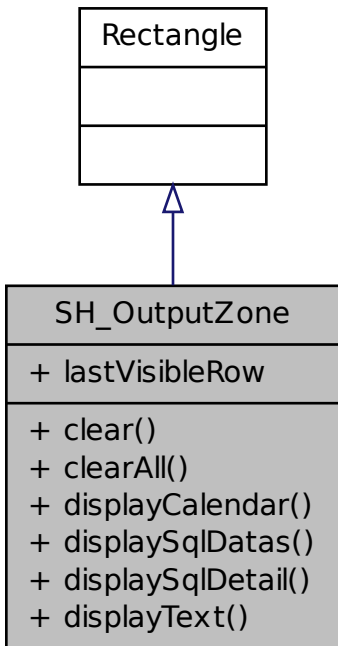 Rectangle
SH_OutputZone
+ lastVisibleRow
+ clear()
+ clearAll()
+ displayCalendar()
+ displaySqlDatas()
+ displaySqlDetail()
+ displayText()